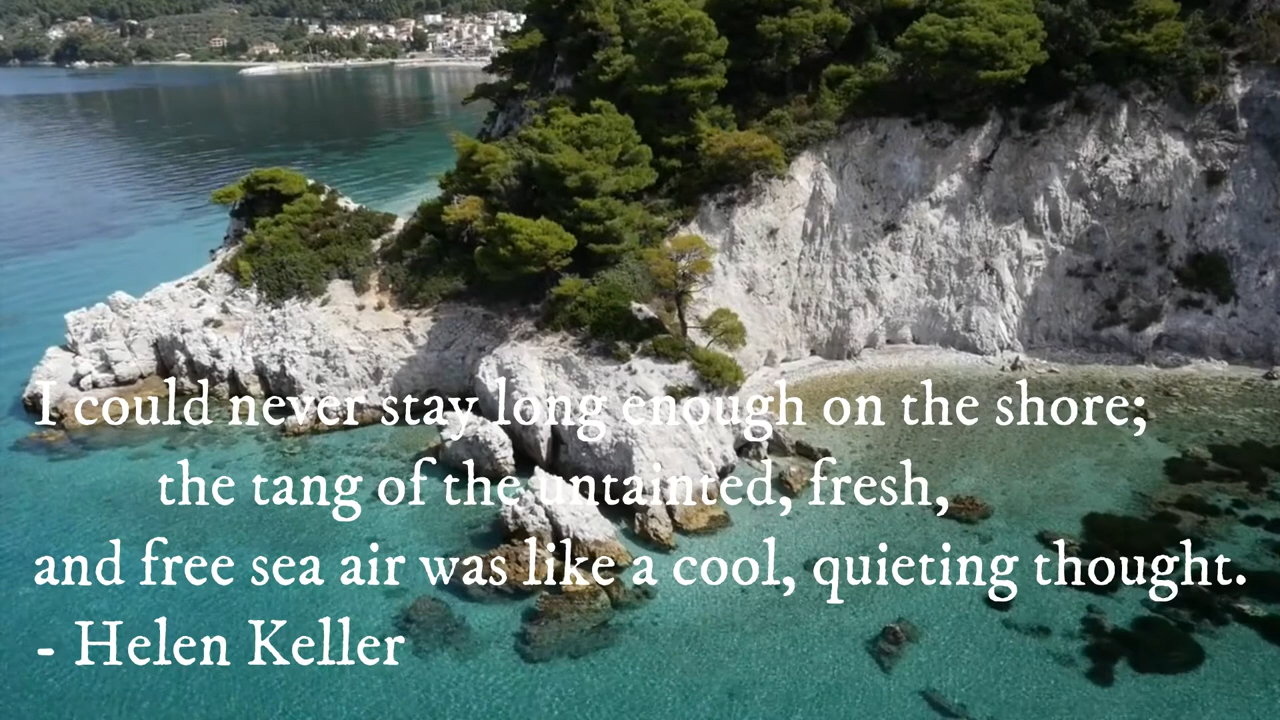 I could never stay long enough on the shore;
the tang of the untainted, fresh,
and free sea air was like a cool, quieting thought.
- Helen Keller